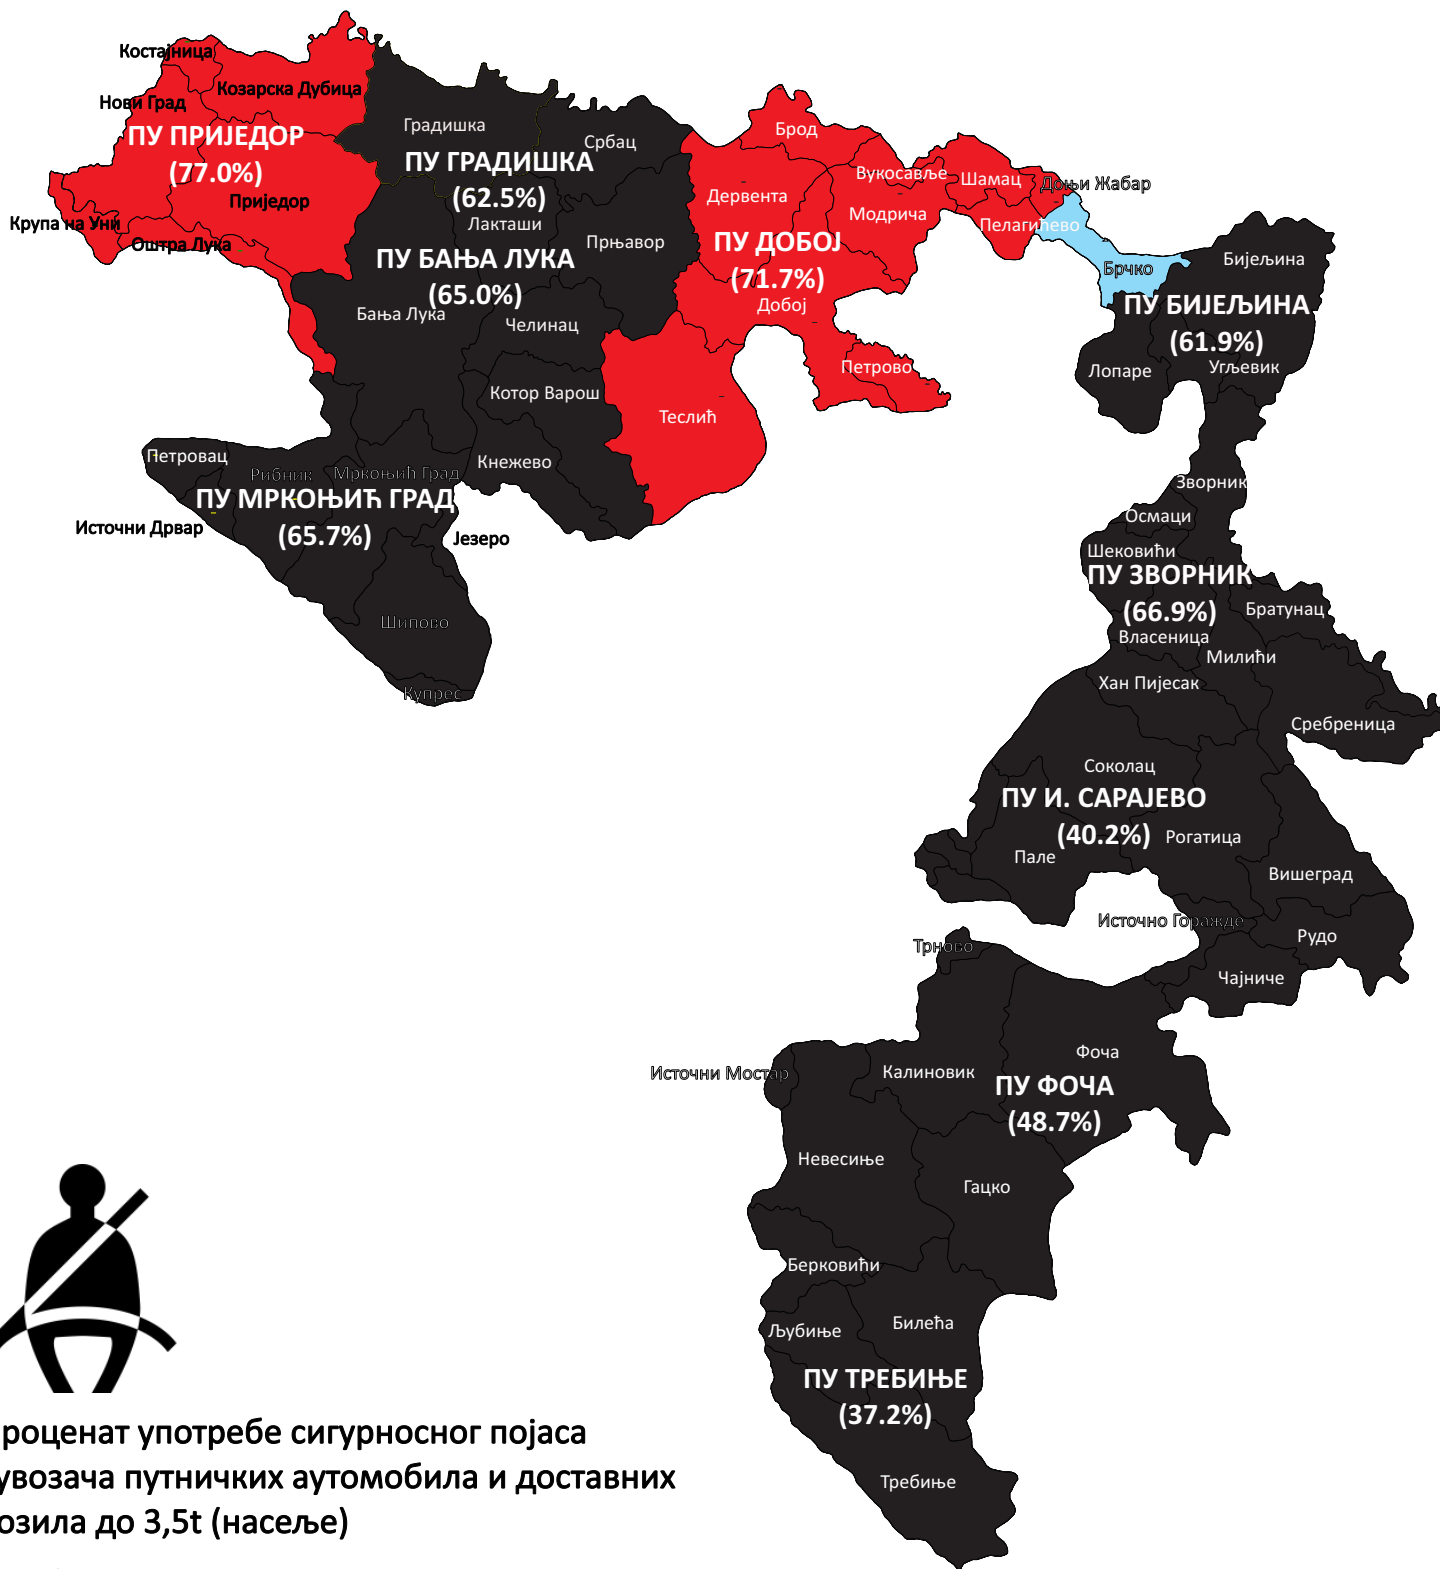 Костајница
Козарска Дубица
Нови Град
ПУ ПРИЈЕДОР
(77.0%)
Приједор
Крупа на Уни
Оштра Лука
Градишка
Србац
ПУ ГРАДИШКА
(62.5%)
Лакташи
Прњавор
ПУ БАЊА ЛУКА
(65.0%)
Бања Лука
Челинац
Котор Варош
Кнежево
Брод
Вукосавље
Шамац
Доњи Жабар
Дервента
Модрича
Пелагићево
ПУ ДОБОЈ
(71.7%)
Добој
Петрово
Теслић
Брчко
Бијељина
ПУ БИЈЕЉИНА
(61.9%)
Лопаре
Угљевик
Петровац
Рибник
Мркоњић Град
ПУ МРКОЊИЋ ГРАД
(65.7%)
Источни Дрвар
Језеро
Шипово
Купрес
Зворник
Осмаци
Шековићи
ПУ ЗВОРНИК
(66.9%)
Братунац
Власеница
Милићи
Хан Пијесак
Сребреница
Соколац
ПУ И. САРАЈЕВО
(40.2%)
Рогатица
Пале
Вишеград
Источно Горажде
Рудо
Трново
Чајниче
Фоча
Источни Мостар
Калиновик
ПУ ФОЧА
(48.7%)
Невесиње
Гацко
Берковићи
Љубиње
Билећа
ПУ ТРЕБИЊЕ
(37.2%)
Требиње
роценат употребе сигурносног појаса
увозача путничких аутомобила и доставних
озила до 3,5t (насеље)